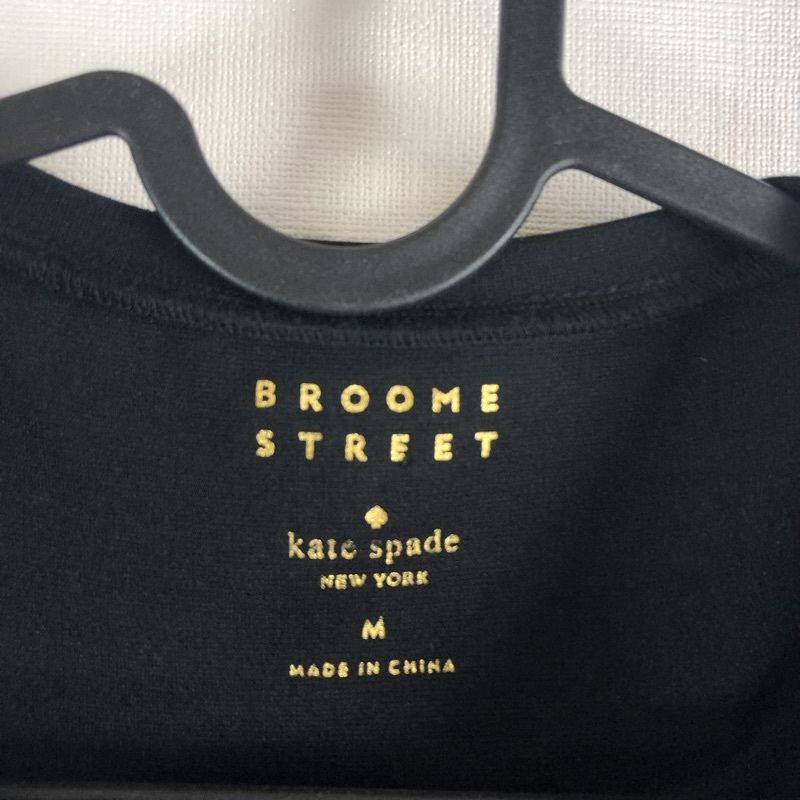 BROOME
STREET
kate spade
NEW YORK
M
MADE IN CHINA